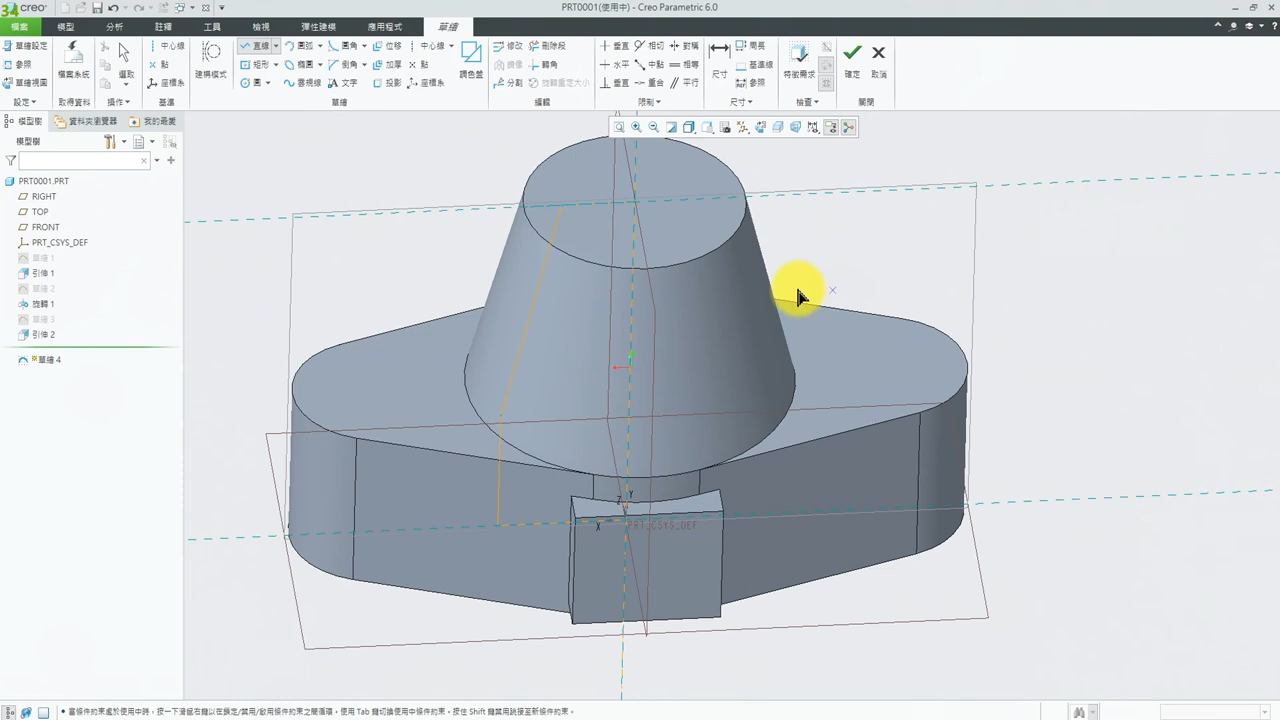 34
creo
PRT0001(使用中) - Creo Parametric 6.0
檔案 模型 分析 註釋 工具 檢視 彈性建模 應用程式 草繪
草繪設定
參照
草繪視圖
設定
檔案系統
取得資料
選取
操作
中心線
點
座標系
基準
建構模式
直線 圓弧 圓角 位移 中心線
矩形 橢圓 倒角 加厚 點
圓 雲規線 文字 投影 座標系
調色盤
草繪
修改 刪除段
鏡像 轉角
分割 旋轉重定大小
編輯
垂直 相切 對稱
水平 中點 相等
垂直 重合 平行
限制
尺寸
周長
基準線
參照
尺寸
特徵需求
檢查
確定 取消
關閉
模型樹 資料夾瀏覽器 我的最愛
模型樹
PRT0001.PRT
RIGHT
TOP
FRONT
PRT_CSYS_DEF
草繪 1
引伸 1
草繪 2
旋轉 1
草繪 3
引伸 2
草繪 4
Y
Z
X
PRT_CSYS_DEF